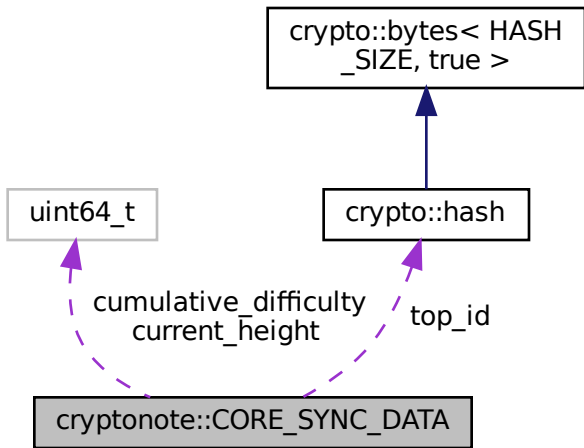 crypto::bytes< HASH
_SIZE, true >
uint64_t
crypto::hash
cumulative_difficulty
current_height
top_id
cryptonote::CORE_SYNC_DATA